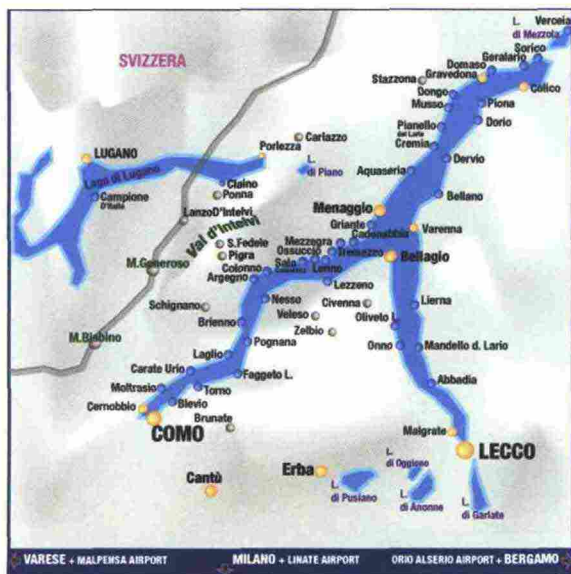 Verceia
L.
di Mezzola
Sorico
Geralario
Domaso
Gravedona
Stazzona
SVIZZERA
Colico
Dongo
Musso
Piona
Pianello
del Lario
Dorio
Cremia
Carlazzo
Porlezza
LUGANO
L.
di Piano
Dervio
Lago di Lugano
Aquaseria
Claino
Ponna
Campione
D'Italia
Bellano
Menaggio
LanzoD'Intelvi
Val d'Intelvi
Griante
Varenna
Cadenabbia
Mezzegra
S.Fedele
Ossuccio
Tremezzo
Pigra
Bellagio
Sala
Colonno
Lenno
M.Generoso
Argegno
Lezzeno
Nesso
Civenna
Lierna
Schignano
Veleso
Olivelo L.
Brienno
Zelbio
M.Bisbino
Pognana
Onno
Mandello d. Lario
Laglio
Carate Urio
Faggeto L.
Moltrasio
Torno
Abbadia
Cernobbio
Blevio
COMO
Brunate
Malgrate
LECCO
Erba
L.
di Oggiono
Cantù
L.
di Pusiano
L.
di Anonne
L.
di Garlate
VARESE + MALPENSA AIRPORT
MILANO + LINATE AIRPORT
ORIO ALSERIO AIRPORT + BERGAMO